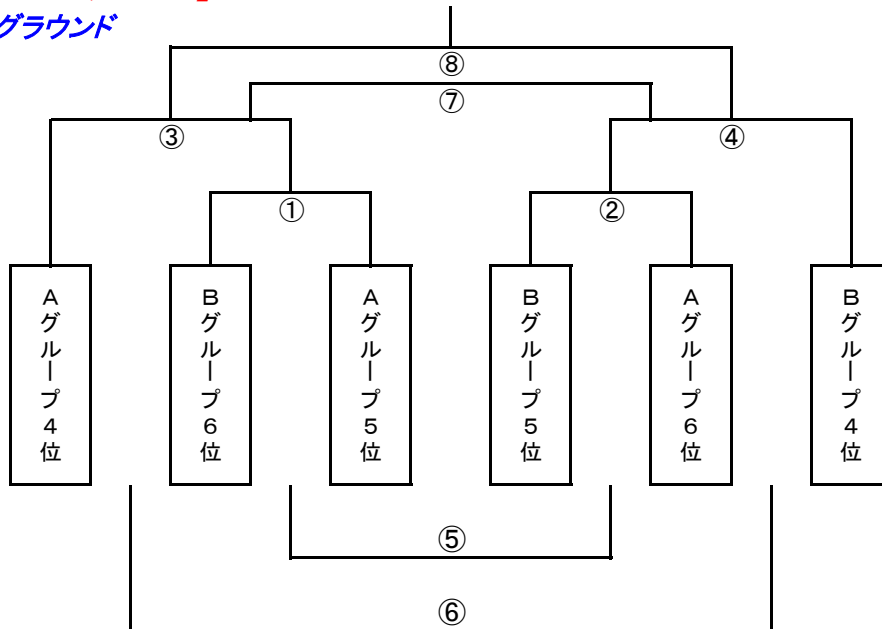 グラウンド
⑧
⑦
③
④
①
②
Aグループ4位
Bグループ6位
Aグループ5位
Bグループ5位
Aグループ6位
Bグループ4位
⑤
⑥